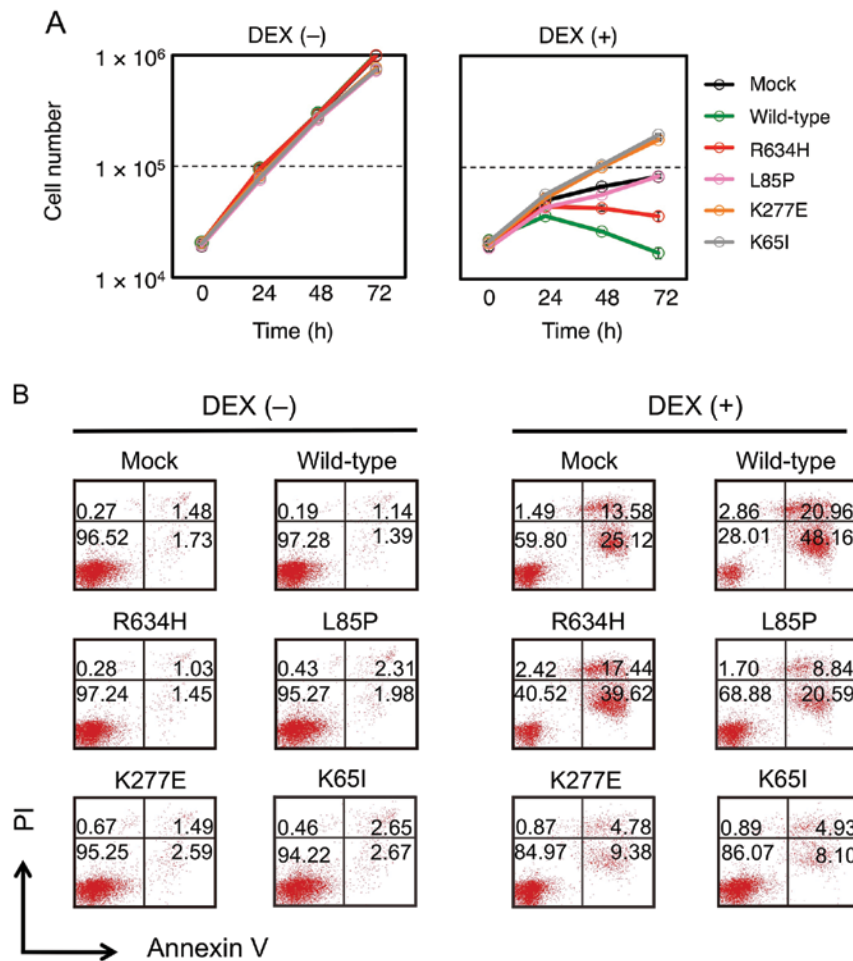 A
DEX (–)
DEX (+)
1 × 10⁶
1 × 10⁵
1 × 10⁴
Cell number
0 24 48 72
0 24 48 72
Time (h)
Time (h)
Mock
Wild-type
R634H
L85P
K277E
K65I
B
DEX (–)
DEX (+)
Mock Wild-type Mock Wild-type
0.27 1.48 0.19 1.14 1.49 13.58 2.86 20.96
96.52 1.73 97.28 1.39 59.80 25.12 28.01 48.16
R634H L85P R634H L85P
0.28 1.03 0.43 2.31 2.42 17.44 1.70 8.84
97.24 1.45 95.27 1.98 40.52 39.62 68.88 20.59
K277E K65I K277E K65I
0.67 1.49 0.46 2.65 0.87 4.78 0.89 4.93
95.25 2.59 94.22 2.67 84.97 9.38 86.07 8.10
PI
Annexin V